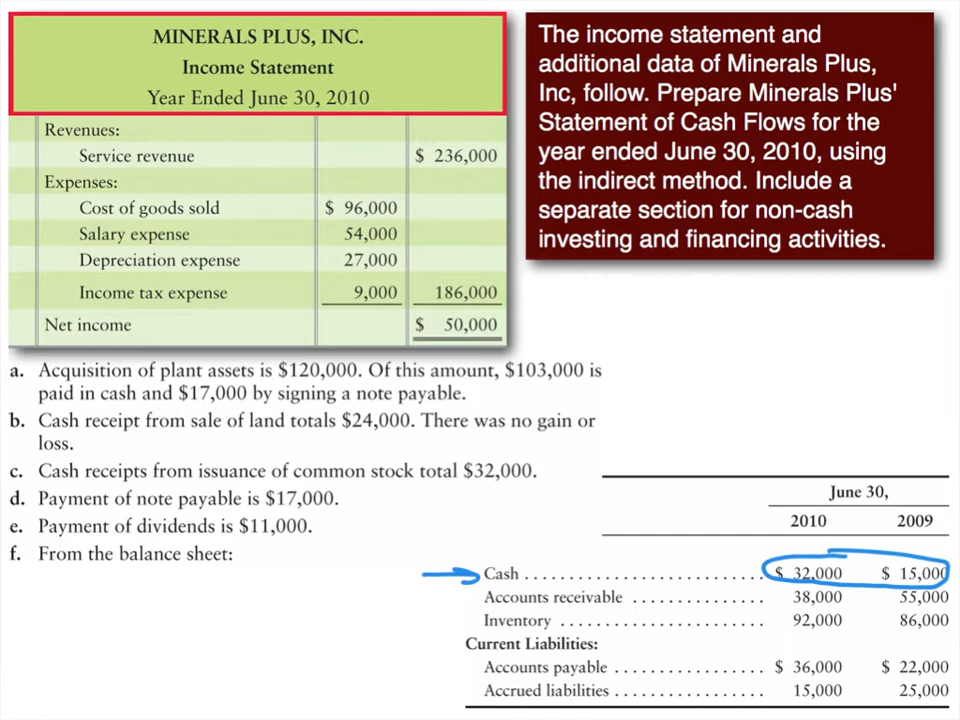 MINERALS PLUS, INC.
Income Statement
Year Ended June 30, 2010
Revenues:
Service revenue $ 236,000
Expenses:
Cost of goods sold $ 96,000
Salary expense 54,000
Depreciation expense 27,000
Income tax expense 9,000 186,000
Net income $ 50,000
The income statement and
additional data of Minerals Plus,
Inc, follow. Prepare Minerals Plus'
Statement of Cash Flows for the
year ended June 30, 2010, using
the indirect method. Include a
separate section for non-cash
investing and financing activities.
a. Acquisition of plant assets is $120,000. Of this amount, $103,000 is
paid in cash and $17,000 by signing a note payable.
b. Cash receipt from sale of land totals $24,000. There was no gain or
loss.
c. Cash receipts from issuance of common stock total $32,000.
d. Payment of note payable is $17,000.
e. Payment of dividends is $11,000.
f. From the balance sheet:
June 30,
2010 2009
Cash . . . . . . . . . . . . . . . . . . . . . . . . . . $ 32,000 $ 15,000
Accounts receivable . . . . . . . . . . . . . . . 38,000 55,000
Inventory . . . . . . . . . . . . . . . . . . . . . . 92,000 86,000
Current Liabilities:
Accounts payable . . . . . . . . . . . . . . . . . $ 36,000 $ 22,000
Accrued liabilities . . . . . . . . . . . . . . . . . 15,000 25,000